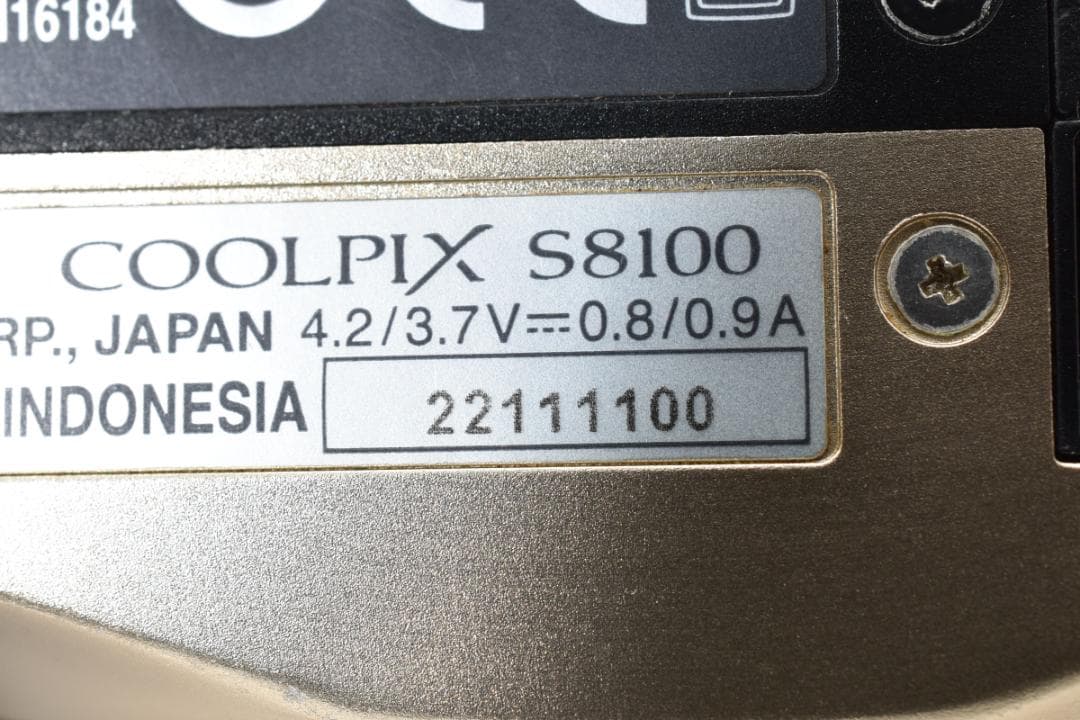 116184
COOLPIX S8100
RP., JAPAN 4.2/3.7V⎓0.8/0.9A
INDONESIA 22111100